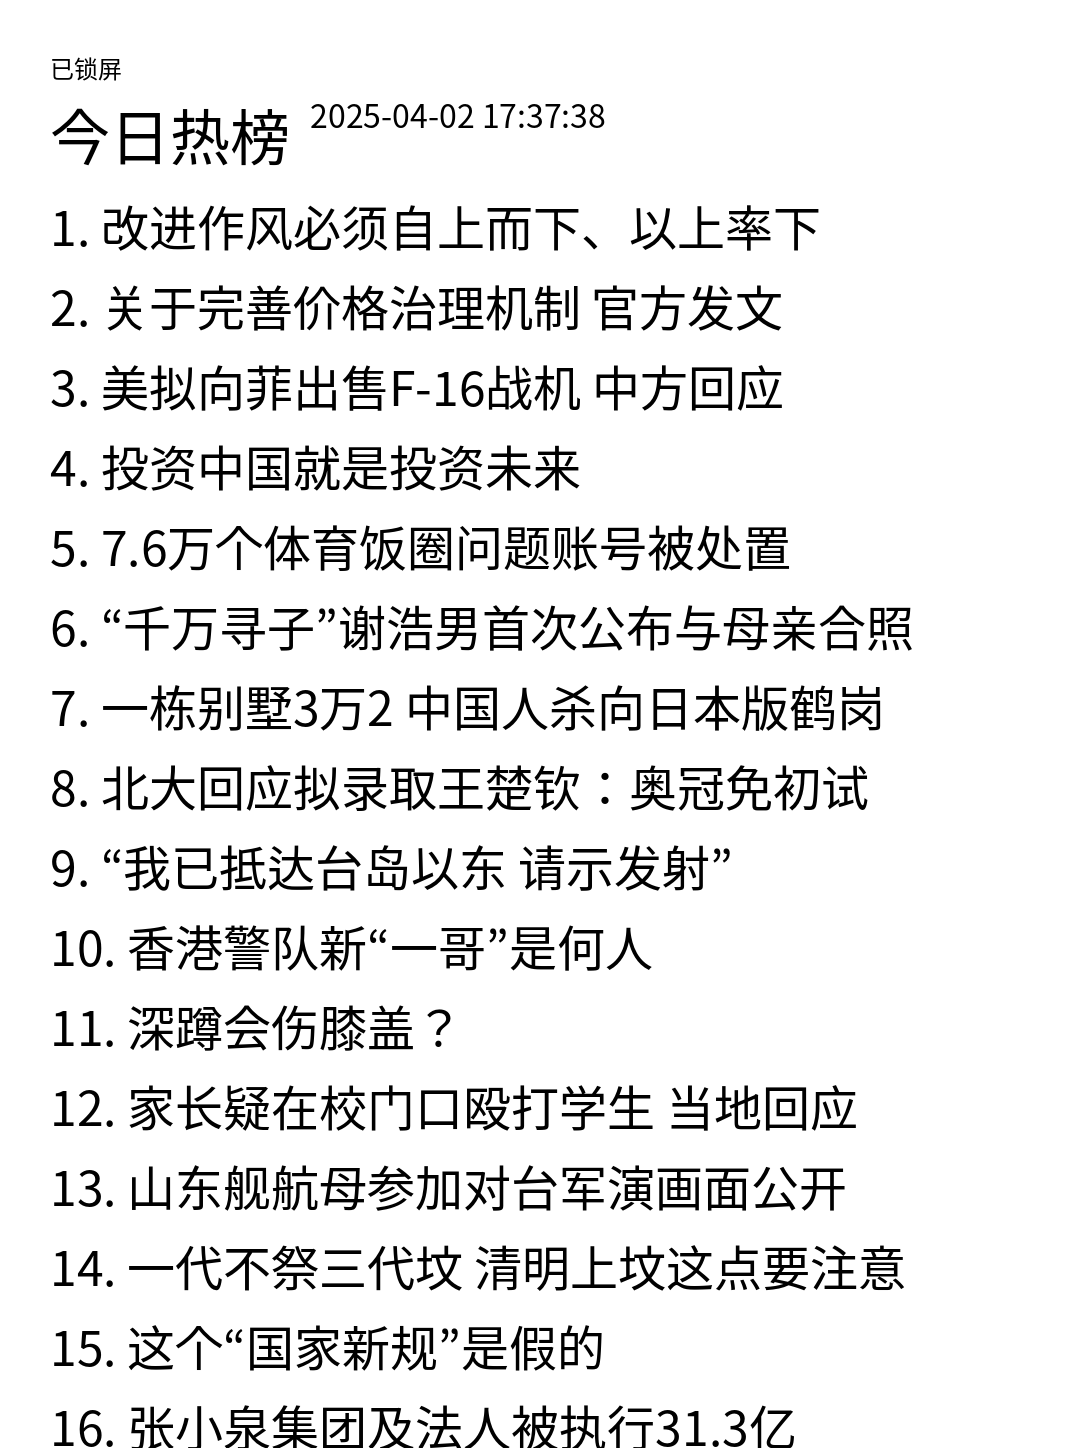 已锁屏
今日热榜 2025-04-02 17:37:38
1. 改进作风必须自上而下、以上率下
2. 关于完善价格治理机制 官方发文
3. 美拟向菲出售F-16战机 中方回应
4. 投资中国就是投资未来
5. 7.6万个体育饭圈问题账号被处置
6. “千万寻子”谢浩男首次公布与母亲合照
7. 一栋别墅3万2 中国人杀向日本版鹤岗
8. 北大回应拟录取王楚钦：奥冠免初试
9. “我已抵达台岛以东 请示发射”
10. 香港警队新“一哥”是何人
11. 深蹲会伤膝盖？
12. 家长疑在校门口殴打学生 当地回应
13. 山东舰航母参加对台军演画面公开
14. 一代不祭三代坟 清明上坟这点要注意
15. 这个“国家新规”是假的
16. 张小泉集团及法人被执行31.3亿